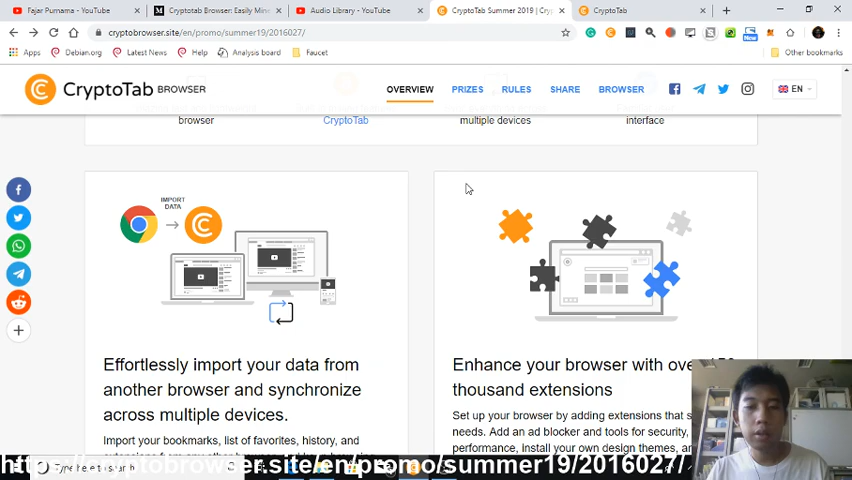 Fajar Purnama - YouTube
Cryptotab Browser: Easily Mine
Audio Library - YouTube
CryptoTab Summer 2019 | Cry
CryptoTab
cryptobrowser.site/en/promo/summer19/2016027/
Apps
Debian.org
Latest News
Help
Analysis board
Faucet
Other bookmarks
CryptoTab BROWSER
OVERVIEW
PRIZES
RULES
SHARE
BROWSER
EN
browser
CryptoTab
multiple devices
interface
IMPORT
DATA
Effortlessly import your data from
another browser and synchronize
across multiple devices.
Import your bookmarks, list of favorites, history, and
Enhance your browser with over
thousand extensions
Set up your browser by adding extensions that s
needs. Add an ad blocker and tools for security,
performance, install your own design themes, an
https://cryptobrowser.site/en/promo/summer19/2016027/